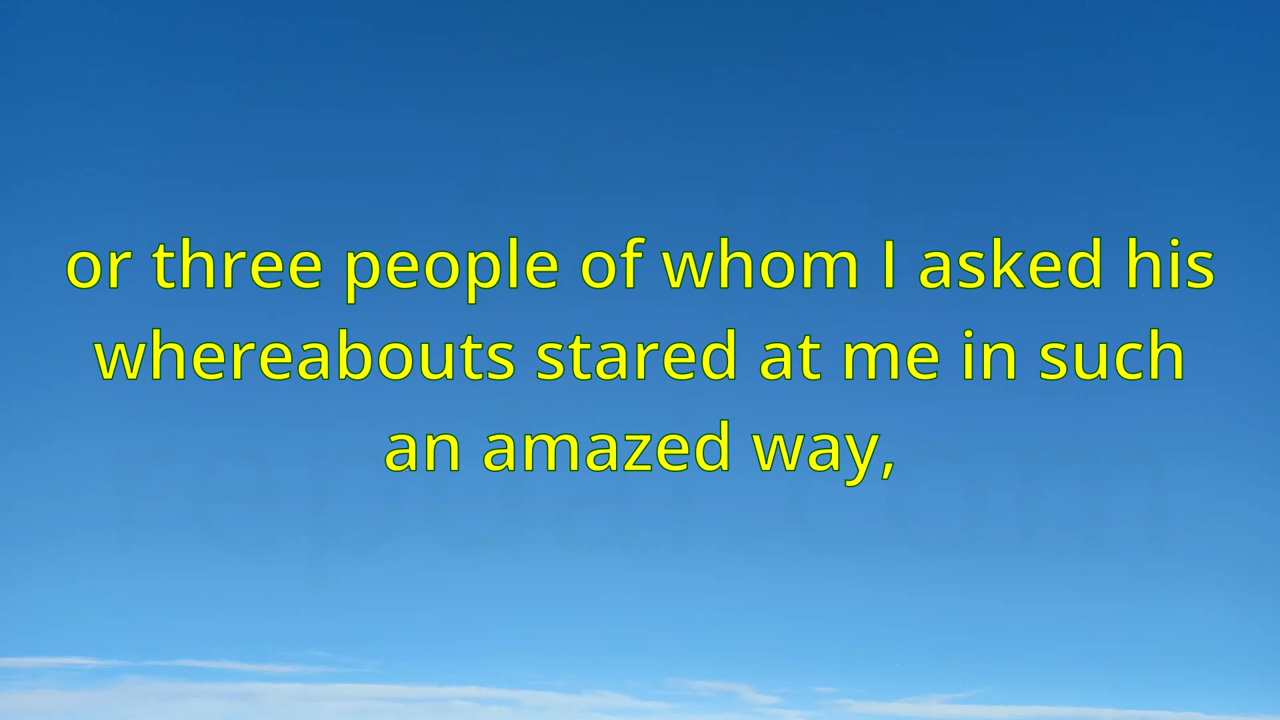 or three people of whom I asked his
whereabouts stared at me in such
an amazed way,